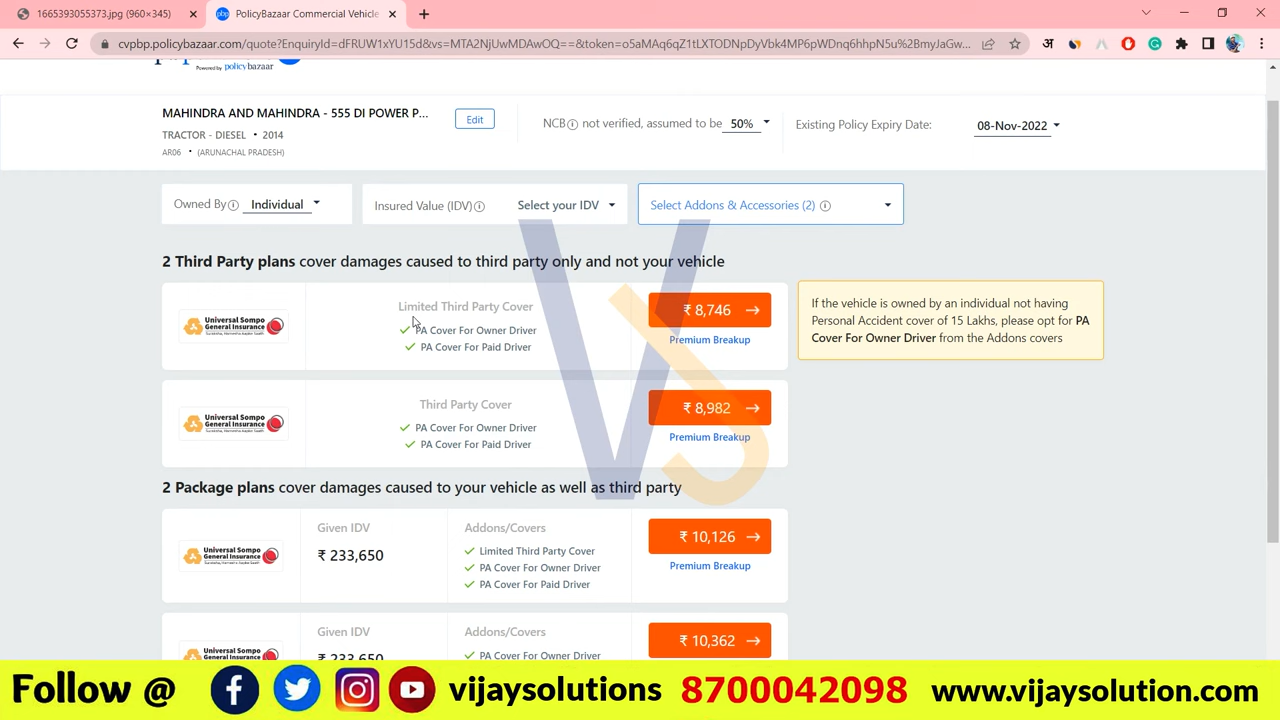 1665393055373.jpg (960×345)
PolicyBazaar Commercial Vehicle
cvpbp.policybazaar.com/quote?EnquiryId=dFRUW1xYU15d&vs=MTA2NjUwMDAwOQ==&token=o5aMAq6qZ1tLXTODNpDyVbk4MP6pWDnq6hhpN5u%2BmyJaGw...
Powered by policybazaar
MAHINDRA AND MAHINDRA - 555 DI POWER P...
Edit
NCB not verified, assumed to be 50%
Existing Policy Expiry Date: 08-Nov-2022
TRACTOR - DIESEL • 2014
AR06 • (ARUNACHAL PRADESH)
Owned By Individual
Insured Value (IDV) Select your IDV
Select Addons & Accessories (2)
2 Third Party plans cover damages caused to third party only and not your vehicle
Universal Sompo
General Insurance
Limited Third Party Cover
PA Cover For Owner Driver
PA Cover For Paid Driver
₹ 8,746 →
Premium Breakup
If the vehicle is owned by an individual not having
Personal Accident cover of 15 Lakhs, please opt for PA
Cover For Owner Driver from the Addons covers
Universal Sompo
General Insurance
Third Party Cover
PA Cover For Owner Driver
PA Cover For Paid Driver
₹ 8,982 →
Premium Breakup
2 Package plans cover damages caused to your vehicle as well as third party
Universal Sompo
General Insurance
Given IDV
₹ 233,650
Addons/Covers
Limited Third Party Cover
PA Cover For Owner Driver
PA Cover For Paid Driver
₹ 10,126 →
Premium Breakup
Universal Sompo
Given IDV
₹ 233,650
Addons/Covers
PA Cover For Owner Driver
₹ 10,362 →
VS
Follow @ vijaysolutions 8700042098 www.vijaysolution.com